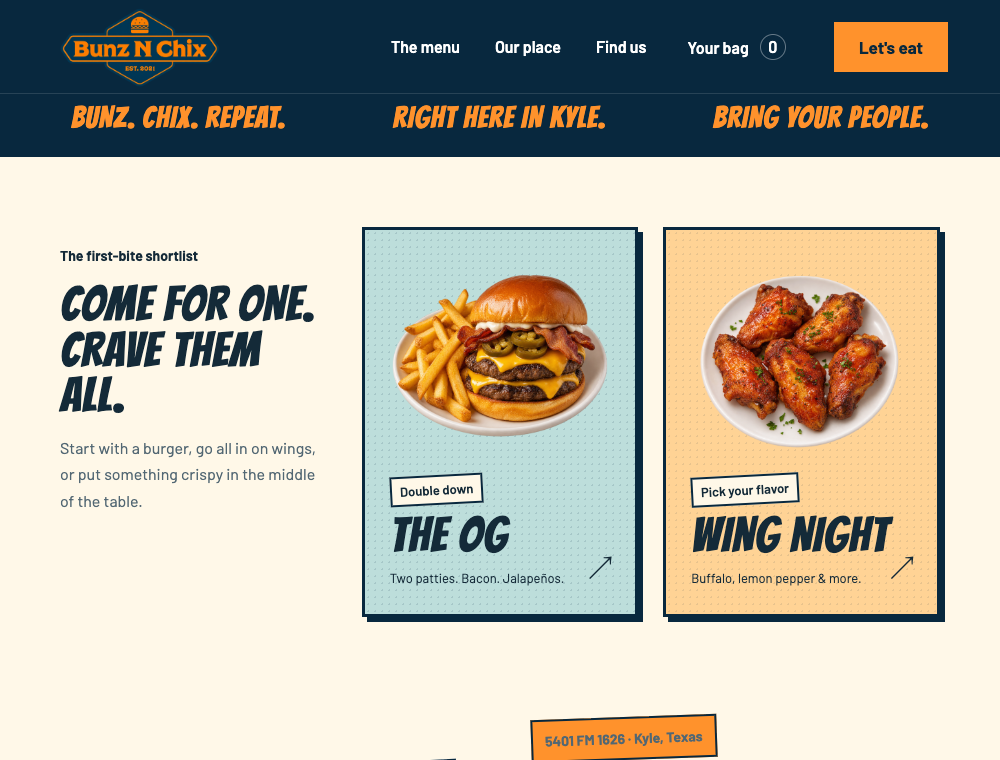 Bunz N Chix
The menu
Our place
Find us
Your bag 0
Let's eat
BUNZ. CHIX. REPEAT.
RIGHT HERE IN KYLE.
BRING YOUR PEOPLE.
The first-bite shortlist
COME FOR ONE.
CRAVE THEM
ALL.
Start with a burger, go all in on wings,
or put something crispy in the middle
of the table.
Double down
THE OG
Two patties. Bacon. Jalapeños.
Pick your flavor
WING NIGHT
Buffalo, lemon pepper & more.
5401 FM 1626 · Kyle, Texas